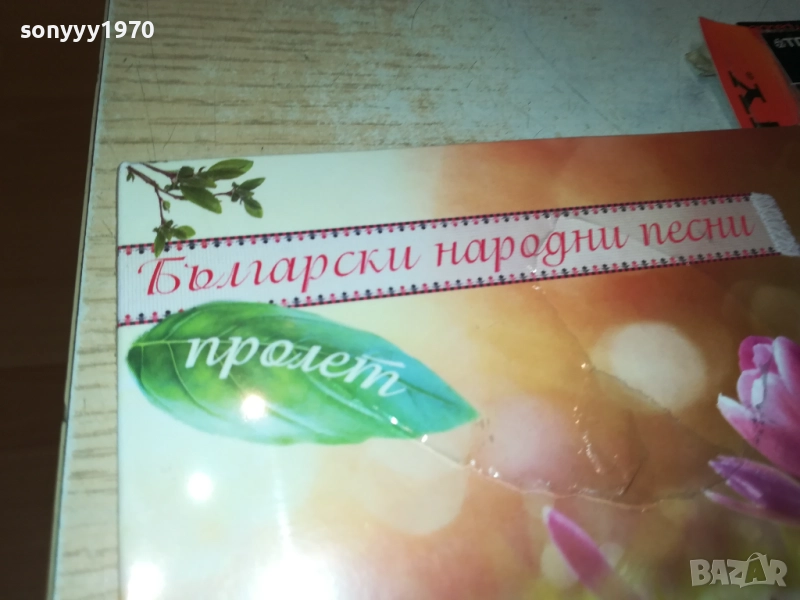 sonyyy1970
Български народни песни
пролет
BAZAR